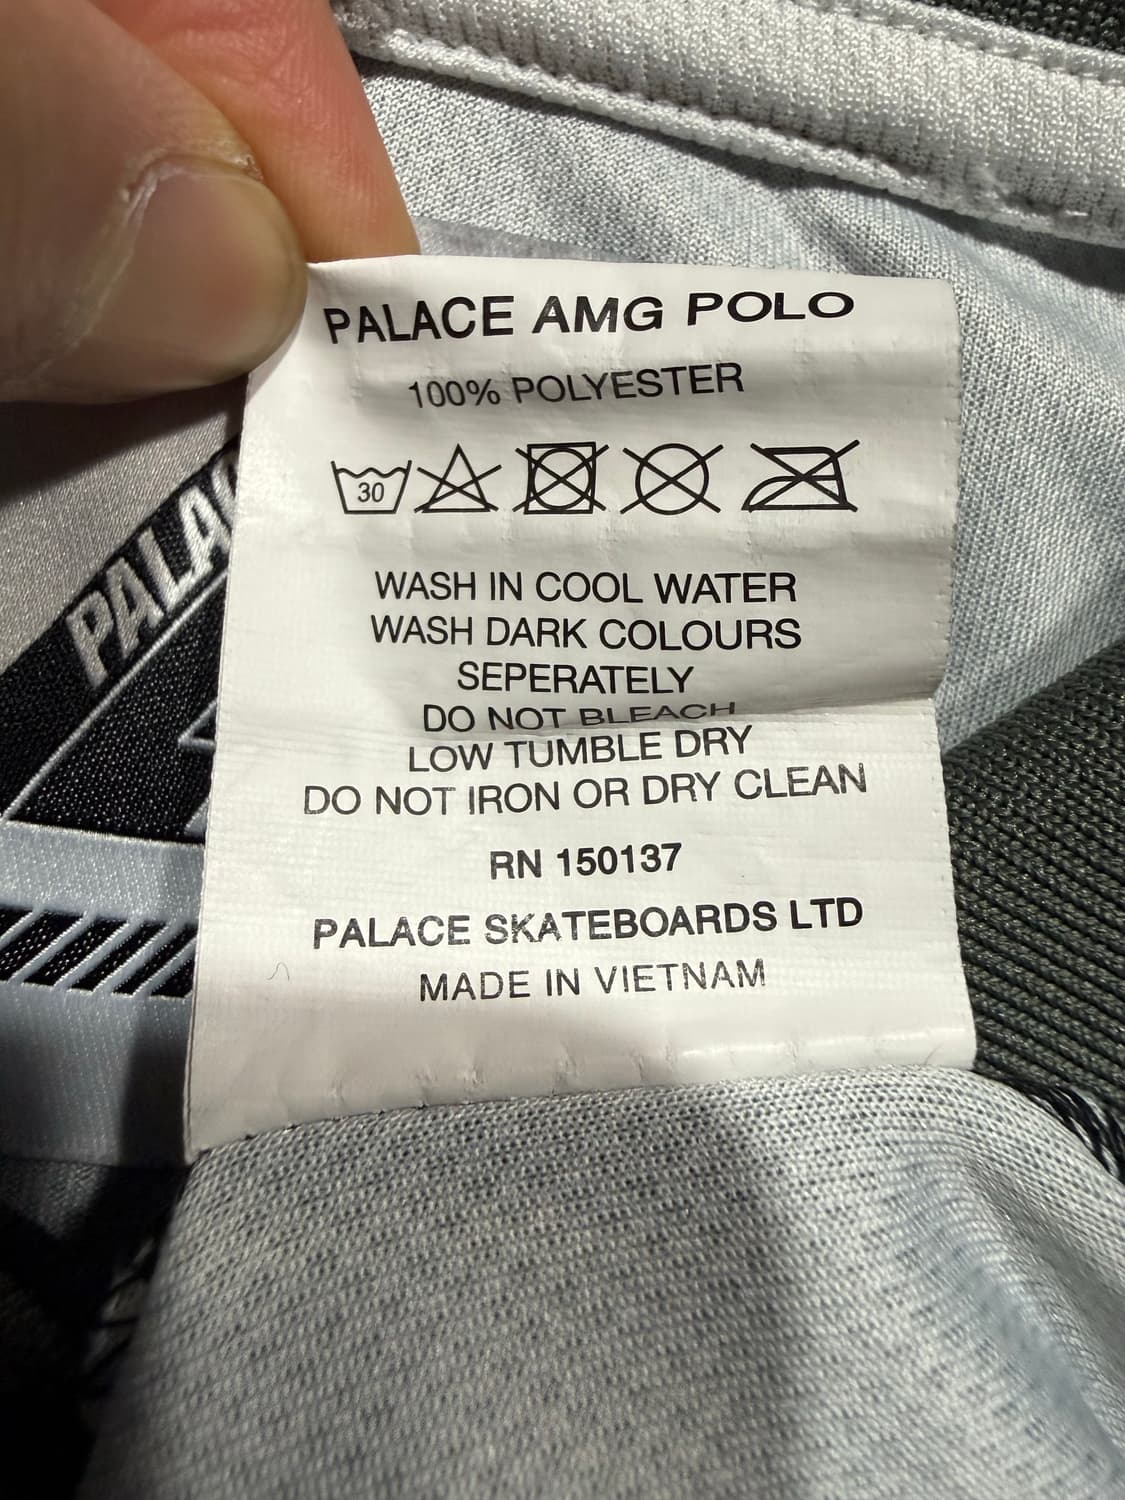 PALACE AMG POLO
100% POLYESTER
30
WASH IN COOL WATER
WASH DARK COLOURS
SEPERATELY
DO NOT BLEACH
LOW TUMBLE DRY
DO NOT IRON OR DRY CLEAN
RN 150137
PALACE SKATEBOARDS LTD
MADE IN VIETNAM
PALAC